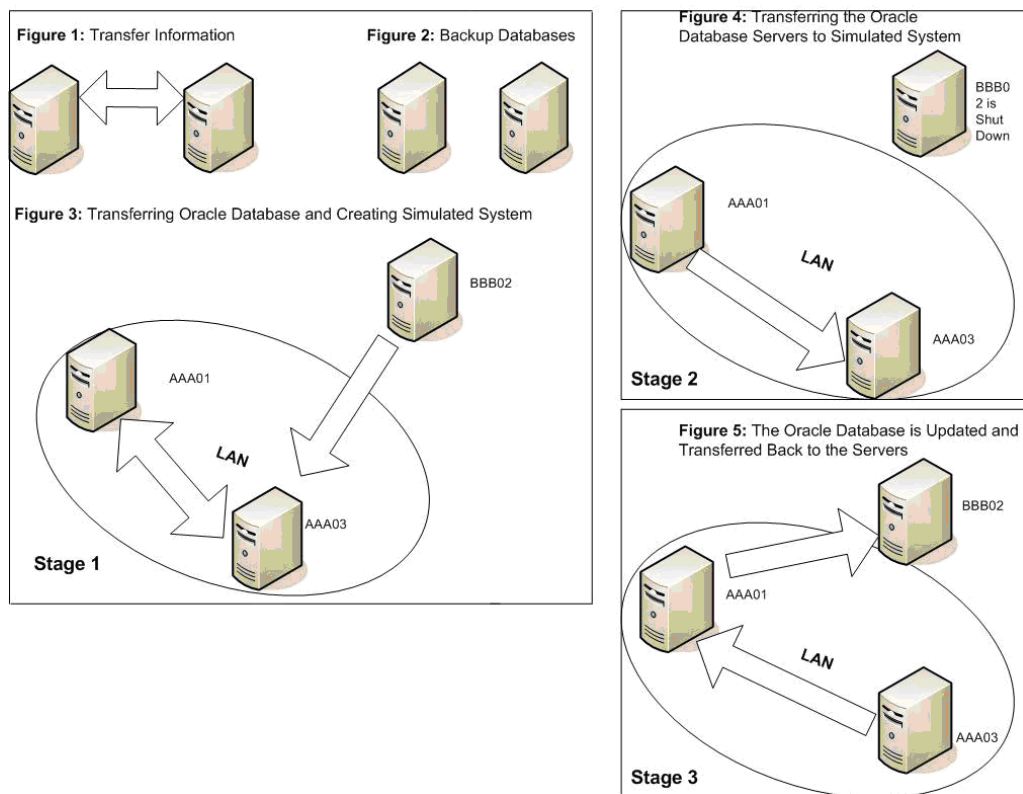 Figure 1: Transfer Information
Figure 2: Backup Databases
Figure 3: Transferring Oracle Database and Creating Simulated System
BBB02
AAA01
LAN
AAA03
Stage 1
Figure 4: Transferring the Oracle
Database Servers to Simulated System
BBB0
2 is
Shut
Down
AAA01
LAN
AAA03
Stage 2
Figure 5: The Oracle Database is Updated and
Transferred Back to the Servers
BBB02
AAA01
LAN
AAA03
Stage 3